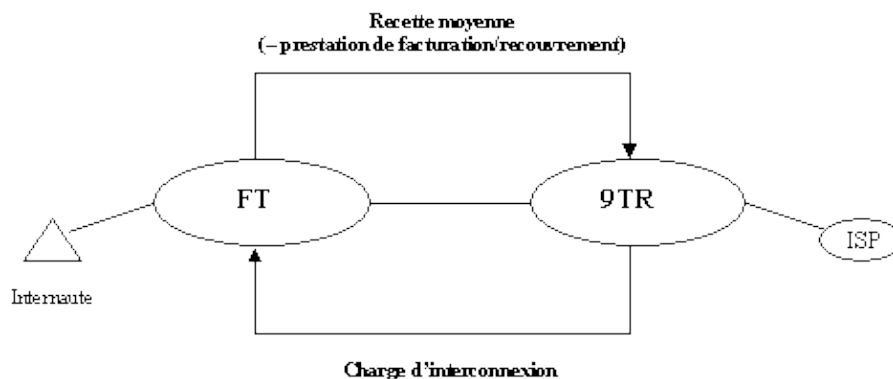 Recette moyenne
(– prestation de facturation/recouvrement)
FT
9TR
ISP
Internaute
Charge d'interconnexion